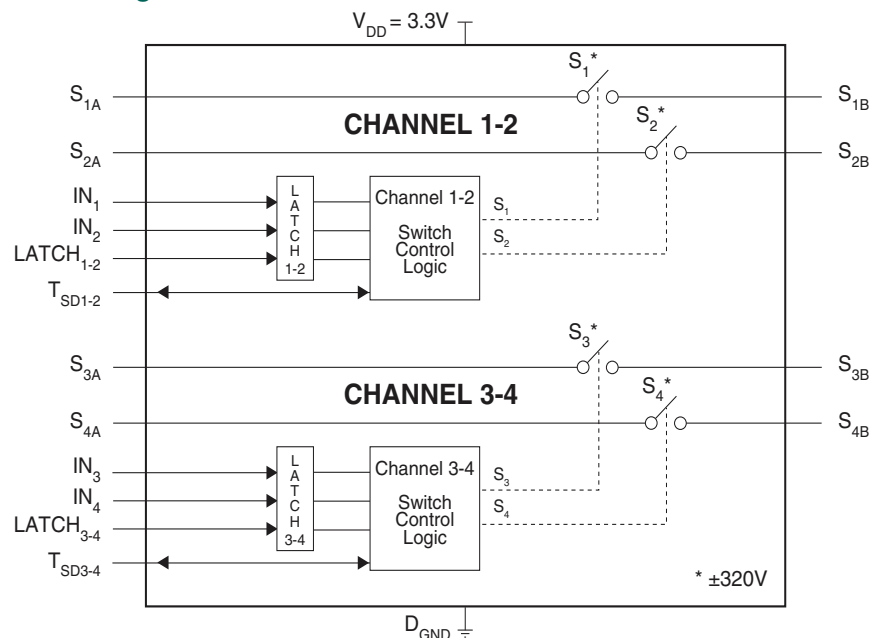 V_DD = 3.3V
S_1*
S_1A
S_1B
CHANNEL 1-2
S_2*
S_2A
S_2B
IN_1
IN_2
LATCH_1-2
T_SD1-2
LATCH
1-2
Channel 1-2
Switch
Control
Logic
S_1
S_2
S_3*
S_3A
S_3B
CHANNEL 3-4
S_4*
S_4A
S_4B
IN_3
IN_4
LATCH_3-4
T_SD3-4
LATCH
3-4
Channel 3-4
Switch
Control
Logic
S_3
S_4
* ±320V
D_GND